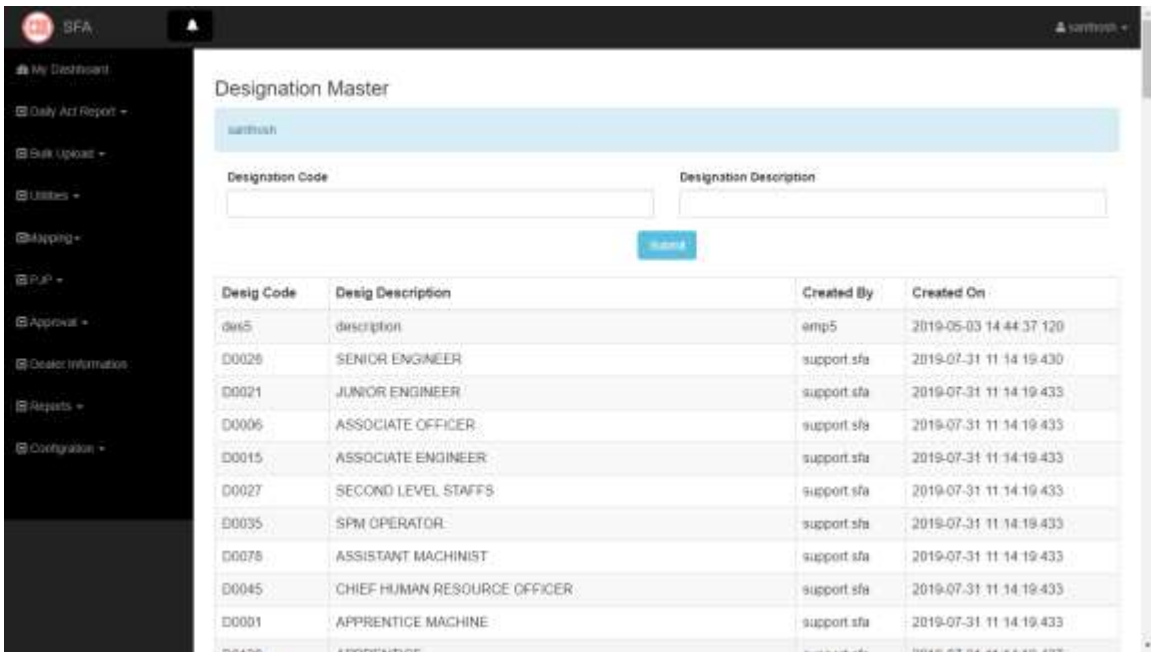 SFA
santhosh
My Dashboard
Daily Act Report
Bulk Upload
Utilities
Mapping
PJP
Approval
Dealer Information
Reports
Configration
Designation Master
santhosh
Designation Code Designation Description
Submit
Desig Code Desig Description Created By Created On
des5 description emp5 2019-05-03 14:44:37.120
D0026 SENIOR ENGINEER support.sfa 2019-07-31 11:14:19.430
D0021 JUNIOR ENGINEER support.sfa 2019-07-31 11:14:19.433
D0006 ASSOCIATE OFFICER support.sfa 2019-07-31 11:14:19.433
D0015 ASSOCIATE ENGINEER support.sfa 2019-07-31 11:14:19.433
D0027 SECOND LEVEL STAFFS support.sfa 2019-07-31 11:14:19.433
D0035 SPM OPERATOR support.sfa 2019-07-31 11:14:19.433
D0078 ASSISTANT MACHINIST support.sfa 2019-07-31 11:14:19.433
D0045 CHIEF HUMAN RESOURCE OFFICER support.sfa 2019-07-31 11:14:19.433
D0001 APPRENTICE MACHINE support.sfa 2019-07-31 11:14:19.433